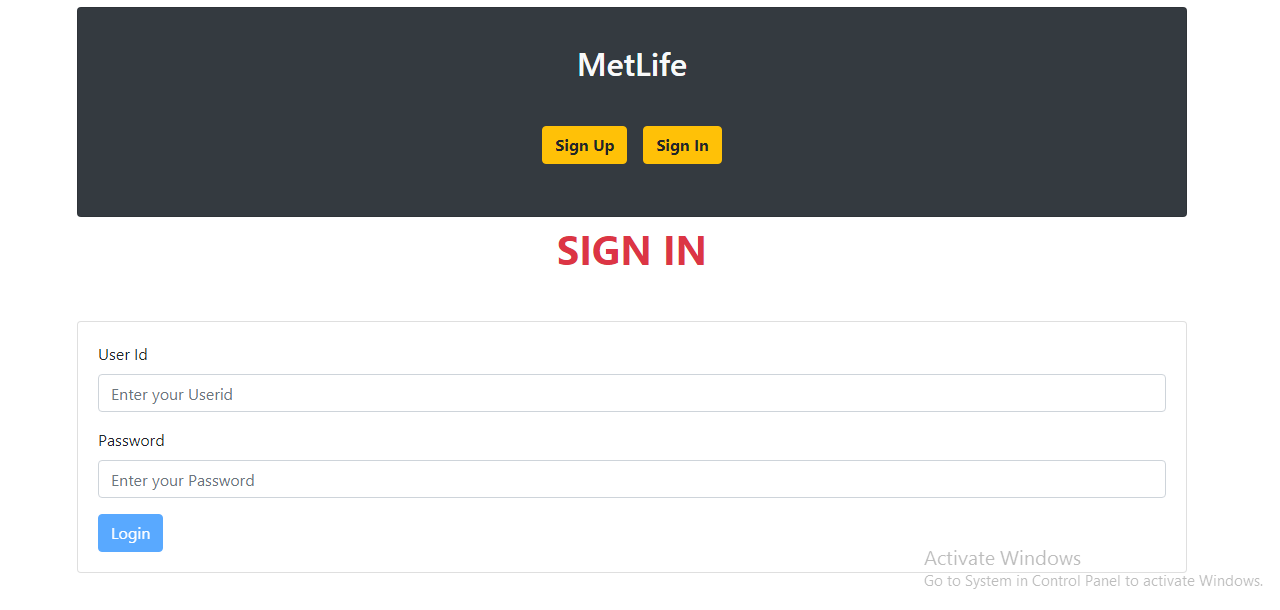 MetLife
Sign Up Sign In
SIGN IN
User Id
Enter your Userid
Password
Enter your Password
Login
Activate Windows
Go to System in Control Panel to activate Windows.